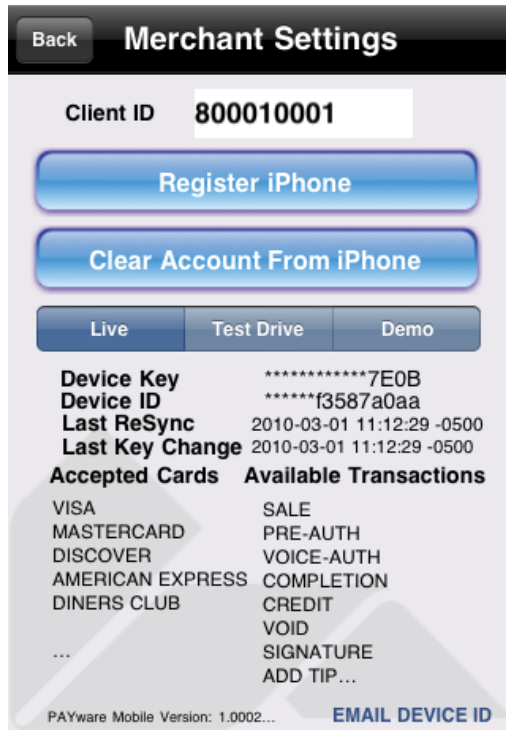 Back Merchant Settings
Client ID 800010001
Register iPhone
Clear Account From iPhone
Live Test Drive Demo
Device Key ************7E0B
Device ID ******f3587a0aa
Last ReSync 2010-03-01 11:12:29 -0500
Last Key Change 2010-03-01 11:12:29 -0500
Accepted Cards Available Transactions
VISA SALE
MASTERCARD PRE-AUTH
DISCOVER VOICE-AUTH
AMERICAN EXPRESS COMPLETION
DINERS CLUB CREDIT
VOID
... SIGNATURE
ADD TIP...
PAYware Mobile Version: 1.0002... EMAIL DEVICE ID